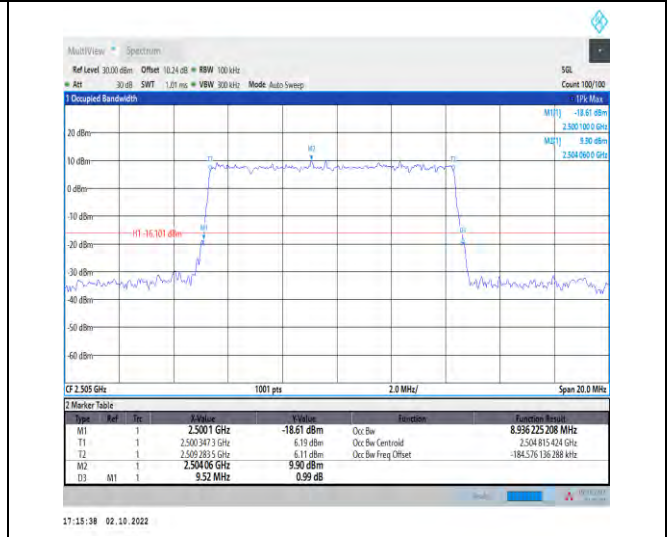 MultiView Spectrum
Ref Level 30.00 dBm Offset 10.24 dB RBW 100 kHz SGL
Att 30 dB SWT 1.01 ms VBW 300 kHz Mode Auto Sweep Count 100/100
1 Occupied Bandwidth 1Pk Max
M1[1] -18.61 dBm
2.500 100 0 GHz
M2[1] 9.90 dBm
2.504 060 0 GHz
20 dBm
M2
T1
10 dBm
0 dBm
-10 dBm
M1
H1 -16.101 dBm
-20 dBm
-30 dBm
-40 dBm
-50 dBm
-60 dBm
CF 2.505 GHz 1001 pts 2.0 MHz/ Span 20.0 MHz
2 Marker Table
Type Ref Trc X-Value Y-Value Function Function Result
M1 1 2.5001 GHz -18.61 dBm Occ Bw 8.936 225 208 MHz
T1 1 2.500 347 3 GHz 6.19 dBm Occ Bw Centroid 2.504 815 424 GHz
T2 1 2.509 283 5 GHz 6.11 dBm Occ Bw Freq Offset -184.576 136 288 kHz
M2 1 2.504 06 GHz 9.90 dBm
D3 M1 1 9.52 MHz 0.99 dB
17:15:38 02.10.2022